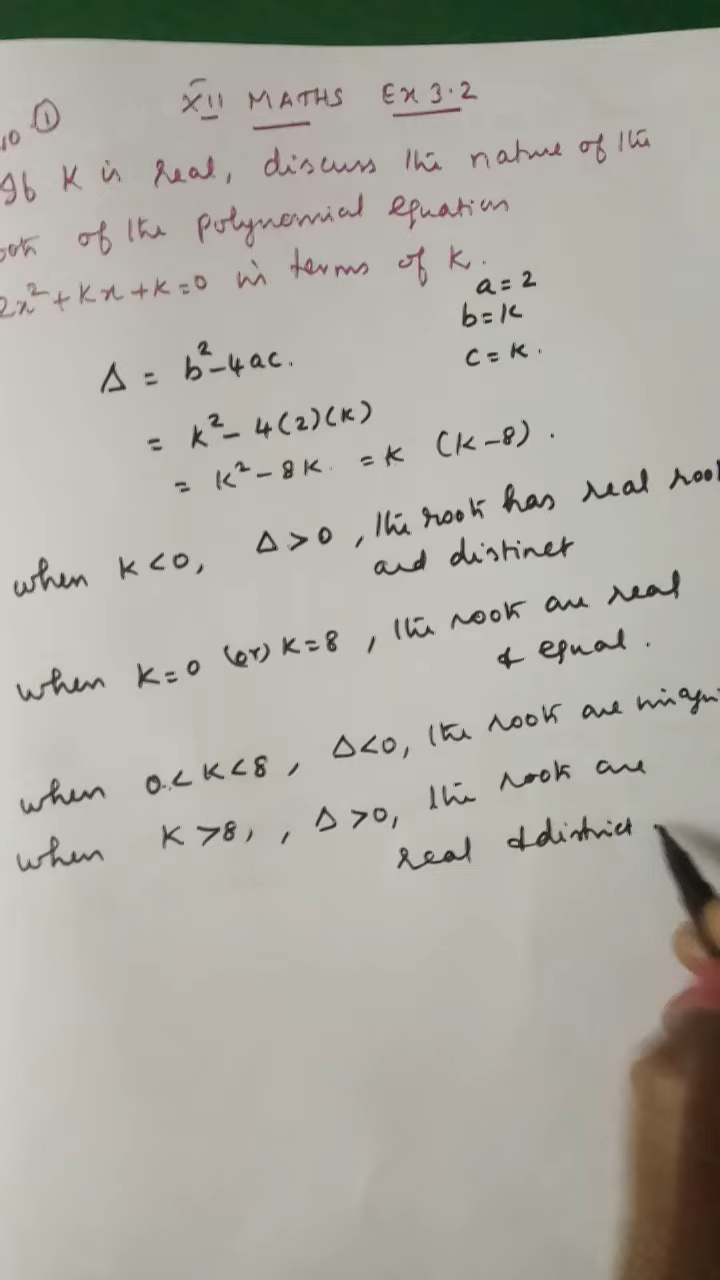 XII MATHS Ex 3.2
10 ①
If K is real, discuss the nature of the
oots of the polynomial equation
2x² + Kx + K = 0 in terms of K.
a = 2
b = K
c = K.
Δ = b² - 4ac.
= K² - 4(2)(K)
= K² - 8K. = K (K-8).
when K < 0, Δ > 0, the roots has real root
and distinct
when K = 0 (or) K = 8, the roots are real
& equal.
when 0 < K < 8, Δ < 0, the roots are imagin
when K > 8, , Δ > 0, the roots are
real & distinct